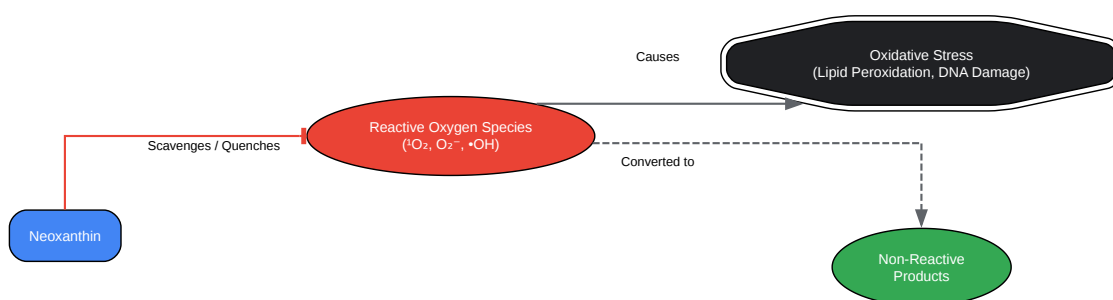 Oxidative Stress
(Lipid Peroxidation, DNA Damage)
Causes
Reactive Oxygen Species
(¹O₂, O₂⁻, •OH)
Scavenges / Quenches
Converted to
Neoxanthin
Non-Reactive
Products